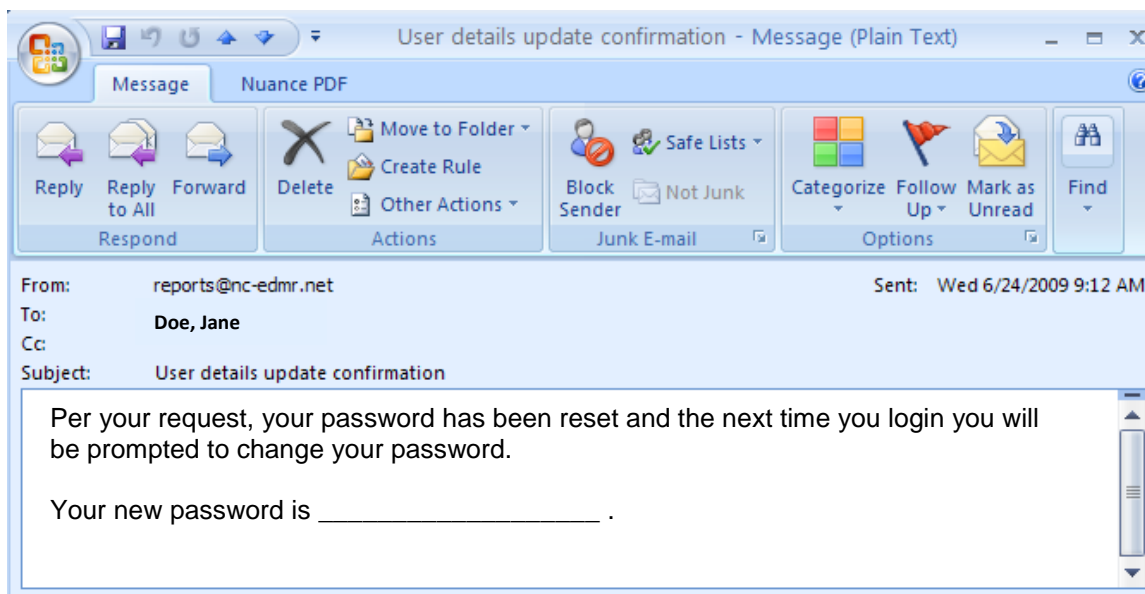 User details update confirmation - Message (Plain Text)
Message Nuance PDF
Reply Reply to All Forward Delete Move to Folder Create Rule Other Actions Block Sender Safe Lists Not Junk Categorize Follow Up Mark as Unread Find
Respond Actions Junk E-mail Options
From: reports@nc-edmr.net Sent: Wed 6/24/2009 9:12 AM
To: Doe, Jane
Cc:
Subject: User details update confirmation
Per your request, your password has been reset and the next time you login you will
be prompted to change your password.
Your new password is ____________________ .